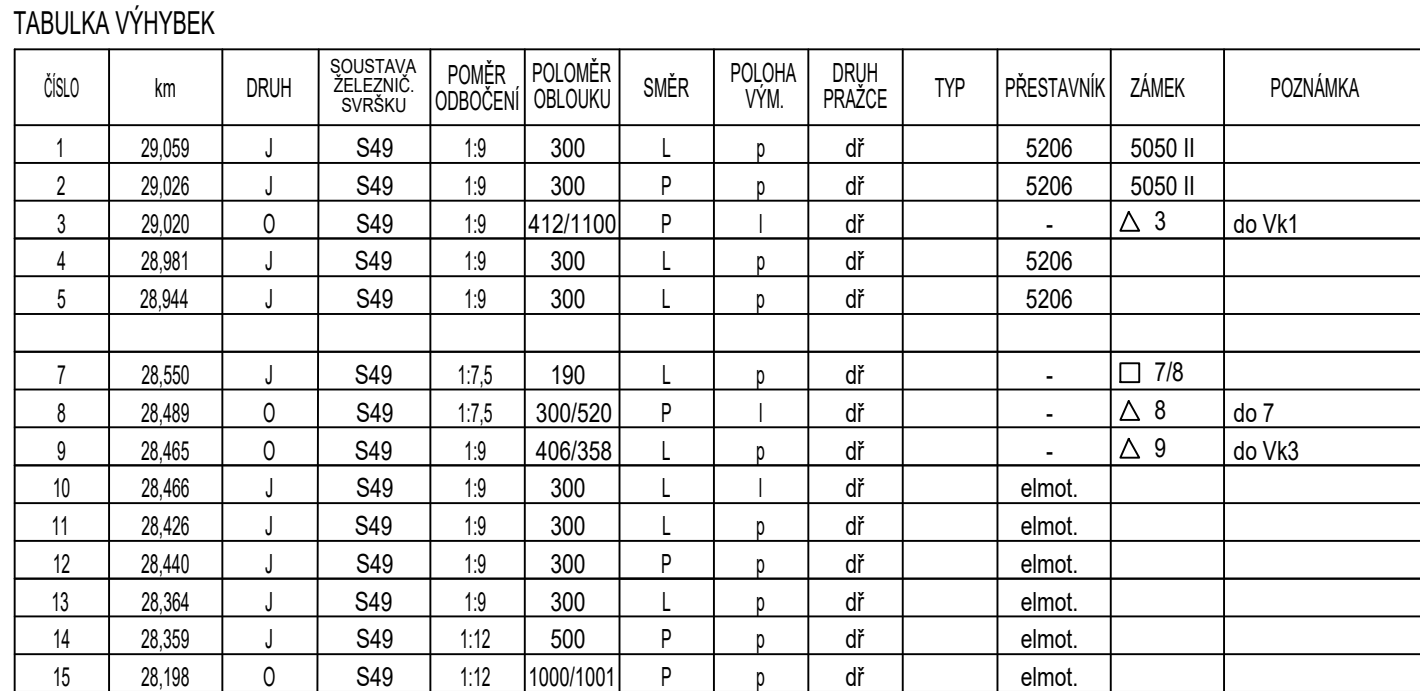 TABULKA VÝHYBEK
ČÍSLO km DRUH SOUSTAVA ŽELEZNIČ. SVRŠKU POMĚR ODBOČENÍ POLOMĚR OBLOUKU SMĚR POLOHA VÝM. DRUH PRAŽCE TYP PŘESTAVNÍK ZÁMEK POZNÁMKA
1 29,059 J S49 1:9 300 L p dř 5206 5050 II
2 29,026 J S49 1:9 300 P p dř 5206 5050 II
3 29,020 O S49 1:9 412/1100 P l dř - △ 3 do Vk1
4 28,981 J S49 1:9 300 L p dř 5206
5 28,944 J S49 1:9 300 L p dř 5206
7 28,550 J S49 1:7,5 190 L p dř - □ 7/8
8 28,489 O S49 1:7,5 300/520 P l dř - △ 8 do 7
9 28,465 O S49 1:9 406/358 L p dř - △ 9 do Vk3
10 28,466 J S49 1:9 300 L l dř elmot.
11 28,426 J S49 1:9 300 L p dř elmot.
12 28,440 J S49 1:9 300 P p dř elmot.
13 28,364 J S49 1:9 300 L p dř elmot.
14 28,359 J S49 1:12 500 P p dř elmot.
15 28,198 O S49 1:12 1000/1001 P p dř elmot.